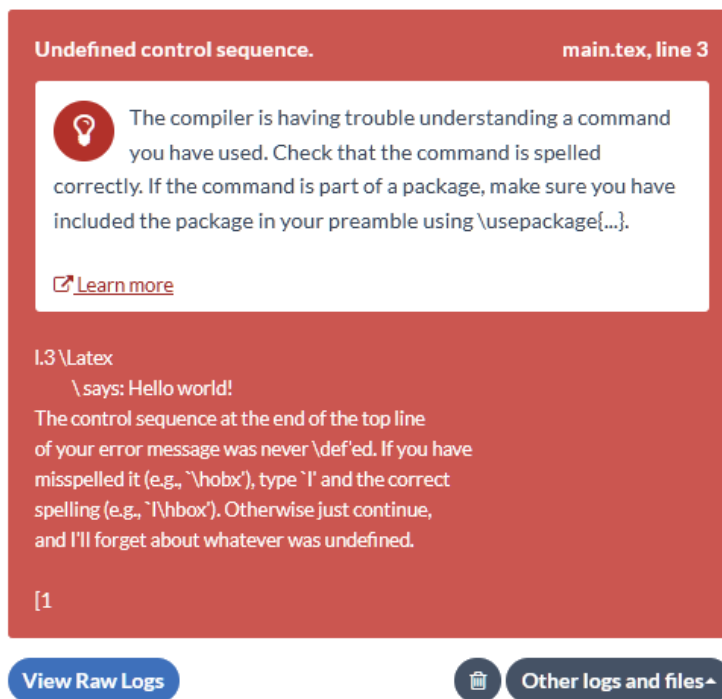 Undefined control sequence. main.tex, line 3
The compiler is having trouble understanding a command
you have used. Check that the command is spelled
correctly. If the command is part of a package, make sure you have
included the package in your preamble using \usepackage{...}.
Learn more
l.3 \Latex
\ says: Hello world!
The control sequence at the end of the top line
of your error message was never \def'ed. If you have
misspelled it (e.g., `\hobx'), type `I' and the correct
spelling (e.g., `I\hbox'). Otherwise just continue,
and I'll forget about whatever was undefined.
[1
View Raw Logs Other logs and files